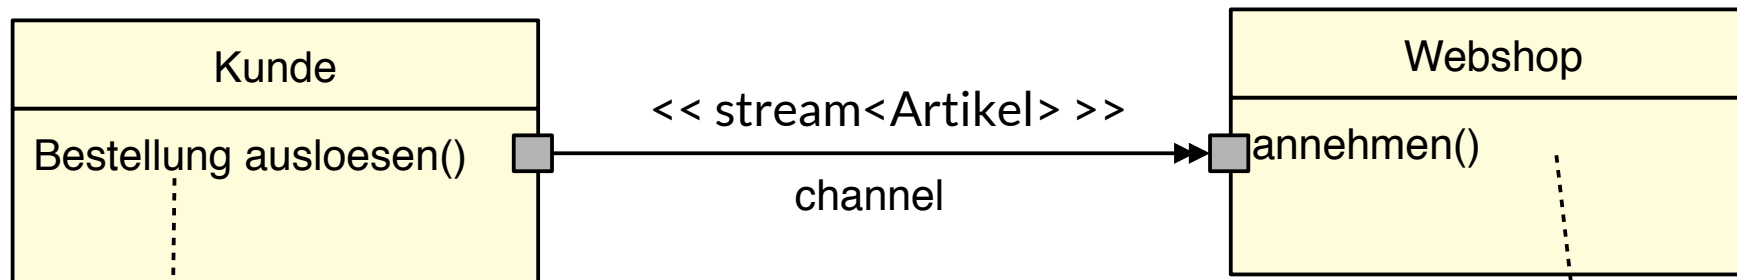 Kunde
Webshop
<< stream<Artikel> >>
Bestellung ausloesen()
annehmen()
channel